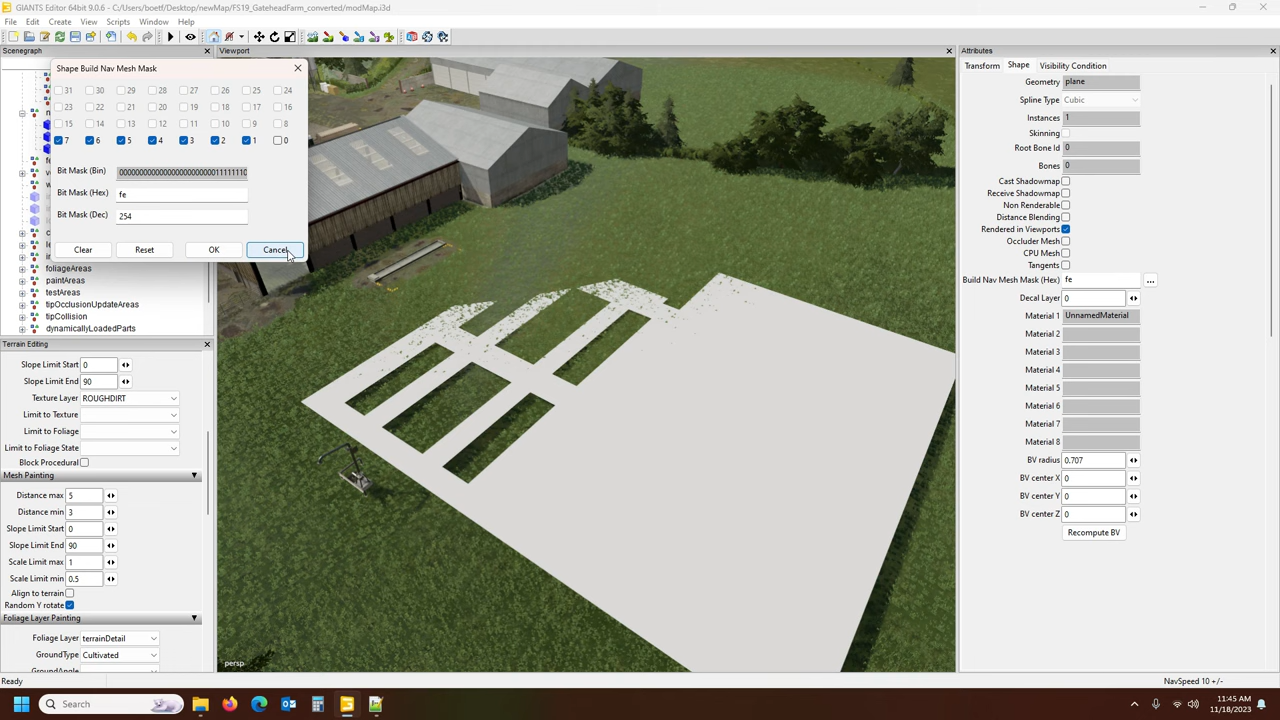 GIANTS Editor 64bit 9.0.6 - C:/Users/boetf/Desktop/newMap/FS19_GateheadFarm_converted/modMap.i3d
File Edit Create View Scripts Window Help
Scenegraph
Viewport
Attributes
Shape Build Nav Mesh Mask
31 30 29 28 27 26 25 24
23 22 21 20 19 18 17 16
15 14 13 12 11 10 9 8
7 6 5 4 3 2 1 0
Bit Mask (Bin) 00000000000000000000000011111110
Bit Mask (Hex) fe
Bit Mask (Dec) 254
Clear Reset OK Cancel
foliageAreas
paintAreas
testAreas
tipOcclusionUpdateAreas
tipCollision
dynamicallyLoadedParts
Terrain Editing
Slope Limit Start 0
Slope Limit End 90
Texture Layer ROUGHDIRT
Limit to Texture
Limit to Foliage
Limit to Foliage State
Block Procedural
Mesh Painting
Distance max 5
Distance min 3
Slope Limit Start 0
Slope Limit End 90
Scale Limit max 1
Scale Limit min 0.5
Align to terrain
Random Y rotate
Foliage Layer Painting
Foliage Layer terrainDetail
GroundType Cultivated
GroundAngle
persp
Transform Shape Visibility Condition
Geometry plane
Spline Type Cubic
Instances 1
Skinning
Root Bone Id 0
Bones 0
Cast Shadowmap
Receive Shadowmap
Non Renderable
Distance Blending
Rendered in Viewports
Occluder Mesh
CPU Mesh
Tangents
Build Nav Mesh Mask (Hex) fe ...
Decal Layer 0
Material 1 UnnamedMaterial
Material 2
Material 3
Material 4
Material 5
Material 6
Material 7
Material 8
BV radius 0.707
BV center X 0
BV center Y 0
BV center Z 0
Recompute BV
Ready
NavSpeed 10 +/-
Search
11:45 AM
11/18/2023